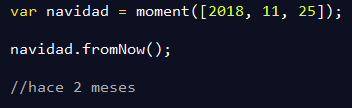 var navidad = moment([2018, 11, 25]);
navidad.fromNow();
//hace 2 meses